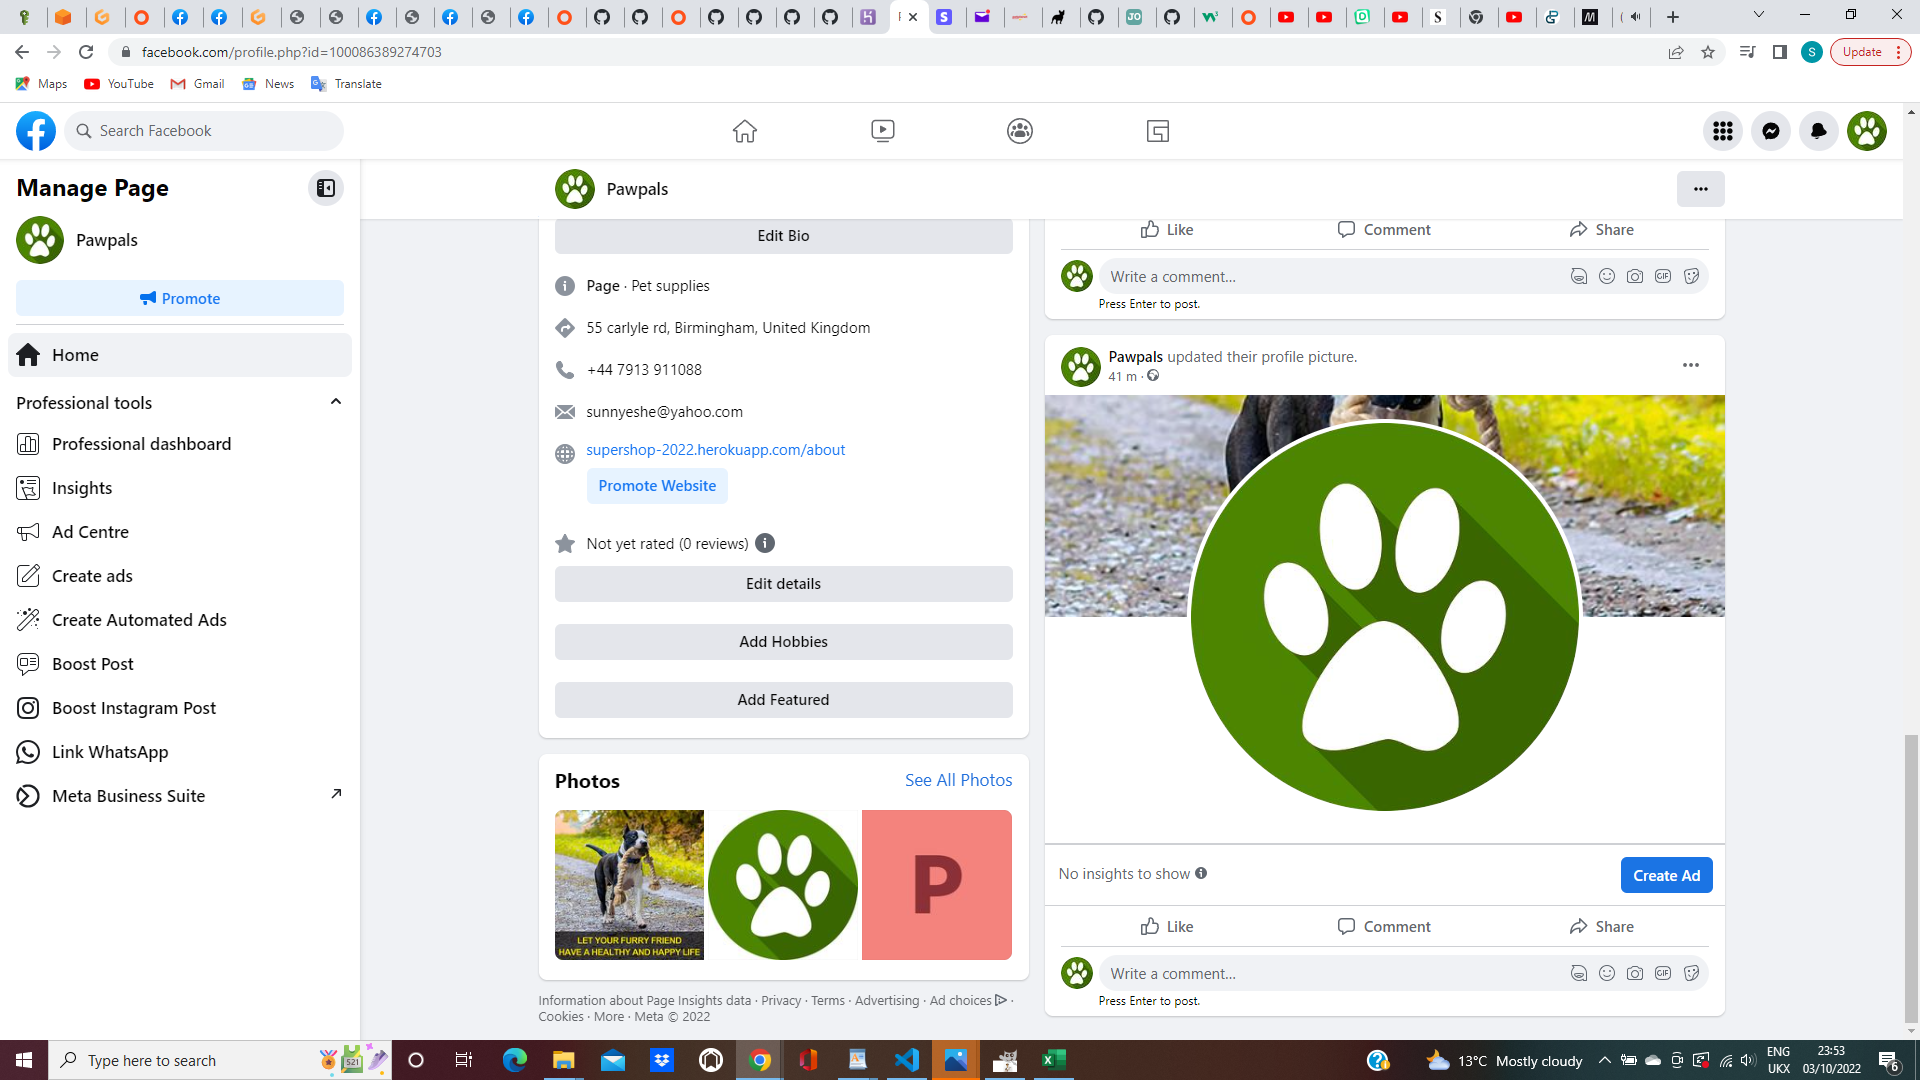 facebook.com/profile.php?id=100086389274703
S
Update
Maps
YouTube
Gmail
News
Translate
Search Facebook
Manage Page
Pawpals
Promote
Home
Professional tools
Professional dashboard
Insights
Ad Centre
Create ads
Create Automated Ads
Boost Post
Boost Instagram Post
Link WhatsApp
Meta Business Suite
Pawpals
Edit Bio
Page · Pet supplies
55 carlyle rd, Birmingham, United Kingdom
+44 7913 911088
sunnyeshe@yahoo.com
supershop-2022.herokuapp.com/about
Promote Website
Not yet rated (0 reviews)
Edit details
Add Hobbies
Add Featured
Photos
See All Photos
LET YOUR FURRY FRIEND
HAVE A HEALTHY AND HAPPY LIFE
P
Information about Page Insights data · Privacy · Terms · Advertising · Ad choices ·
Cookies · More · Meta © 2022
Like Comment Share
Write a comment...
GIF
Press Enter to post.
Pawpals updated their profile picture.
41 m ·
No insights to show
Create Ad
Like Comment Share
Write a comment...
GIF
Press Enter to post.
Type here to search
521
13°C Mostly cloudy
ENG
UKX
23:53
03/10/2022
6